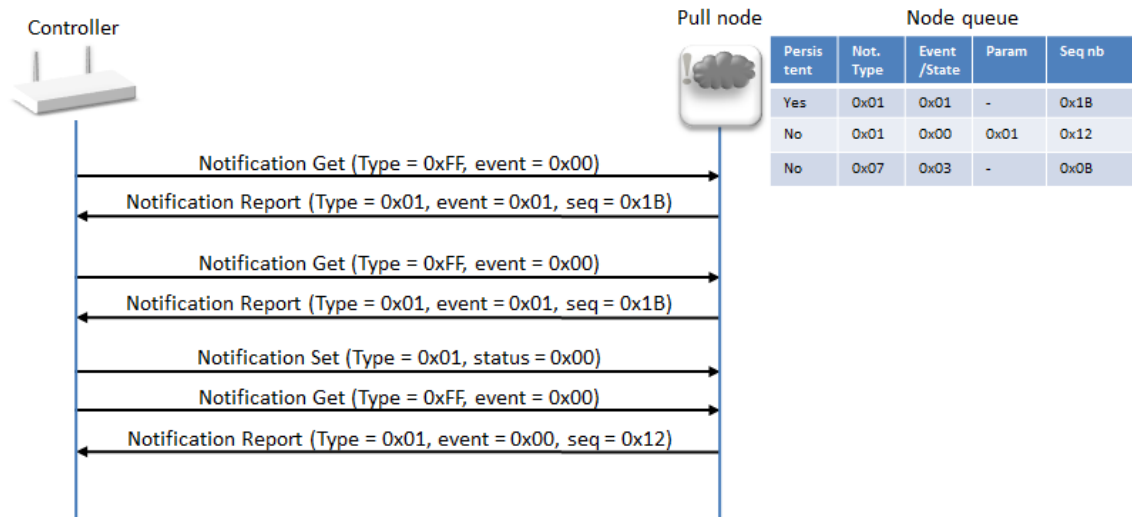 Controller
Pull node
Node queue
Persis tent Not. Type Event /State Param Seq nb
Yes 0x01 0x01 - 0x1B
No 0x01 0x00 0x01 0x12
No 0x07 0x03 - 0x0B
Notification Get (Type = 0xFF, event = 0x00)
Notification Report (Type = 0x01, event = 0x01, seq = 0x1B)
Notification Get (Type = 0xFF, event = 0x00)
Notification Report (Type = 0x01, event = 0x01, seq = 0x1B)
Notification Set (Type = 0x01, status = 0x00)
Notification Get (Type = 0xFF, event = 0x00)
Notification Report (Type = 0x01, event = 0x00, seq = 0x12)